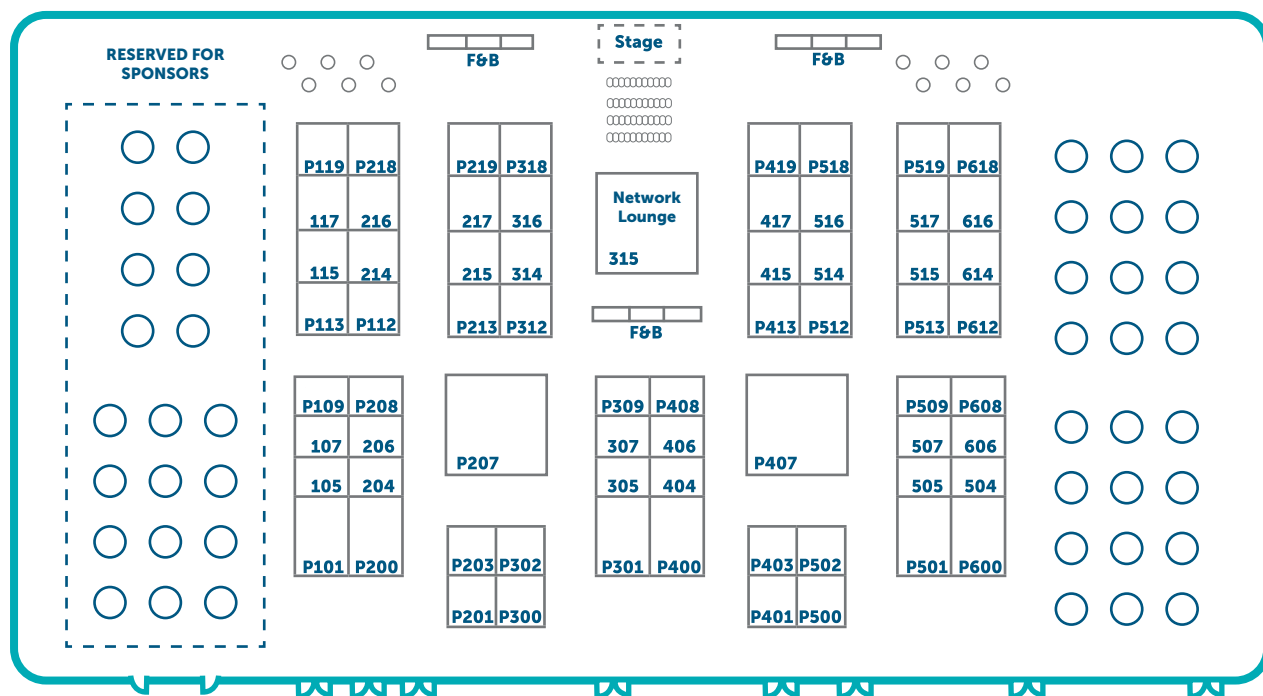 RESERVED FOR
SPONSORS
F&B
Stage
F&B
P119 P218
P219 P318
P419 P518
P519 P618
Network
Lounge
117 216
217 316
417 516
517 616
315
115 214
215 314
415 514
515 614
P113 P112
P213 P312
F&B
P413 P512
P513 P612
P109 P208
P309 P408
P509 P608
107 206
307 406
507 606
P207
P407
105 204
305 404
505 504
P101 P200
P203 P302
P301 P400
P403 P502
P501 P600
P201 P300
P401 P500